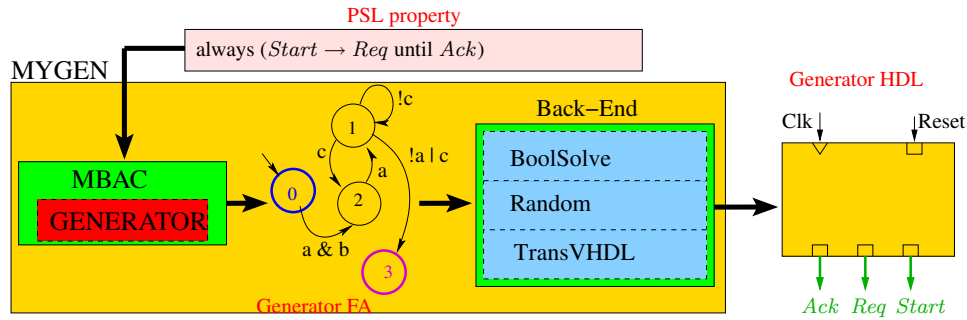 PSL property
always (Start → Req until Ack)
MYGEN
Generator HDL
!c
Back–End
Clk
Reset
1
BoolSolve
c
!a | c
MBAC
a
0
2
Random
GENERATOR
a & b
TransVHDL
3
Generator FA
Ack
Req
Start